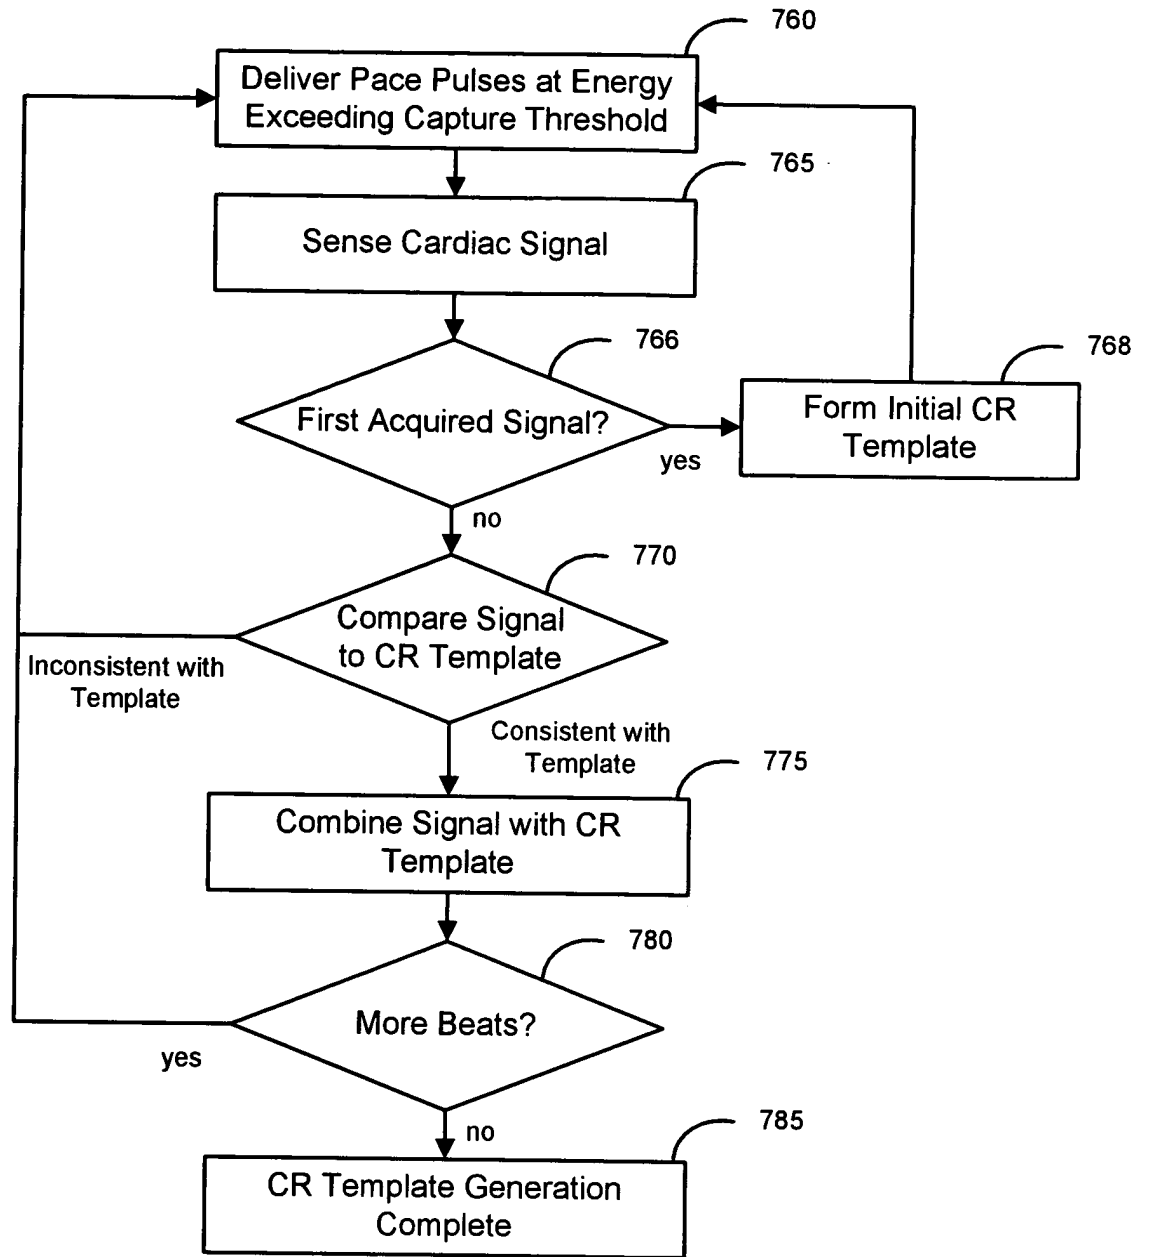 760
Deliver Pace Pulses at Energy
Exceeding Capture Threshold
765
Sense Cardiac Signal
766
First Acquired Signal?
yes
768
Form Initial CR
Template
no
770
Compare Signal
to CR Template
Inconsistent with
Template
Consistent with
Template
775
Combine Signal with CR
Template
780
More Beats?
yes
no
785
CR Template Generation
Complete